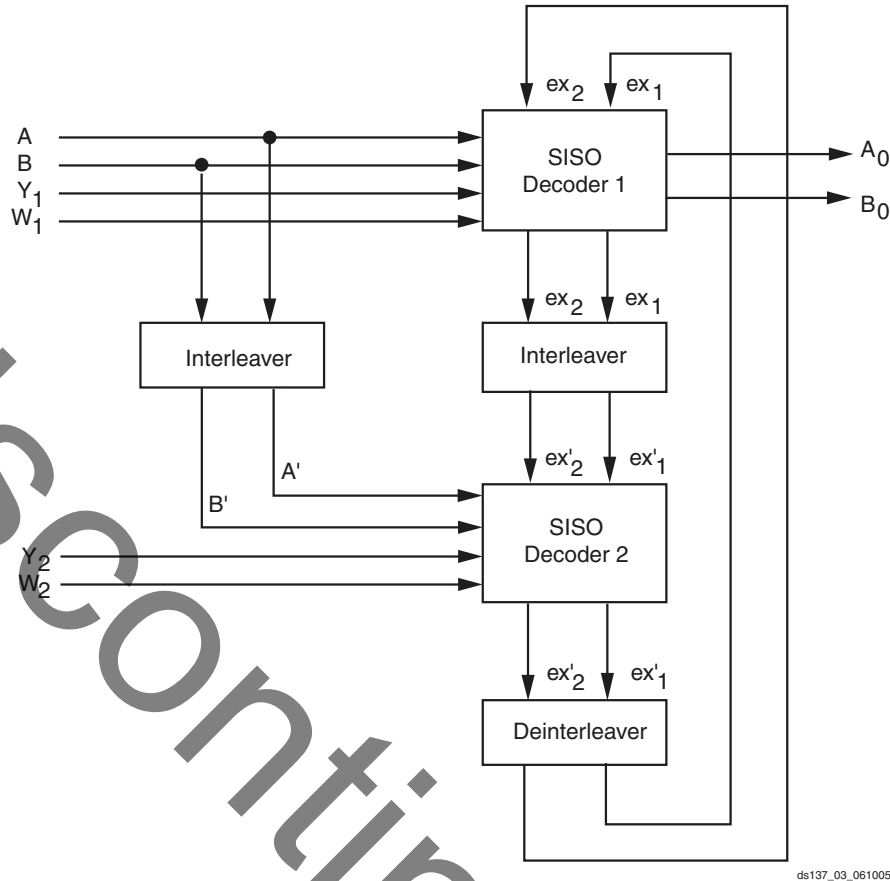 ex2 ex1
A
B
Y1
W1
SISO
Decoder 1
A0
B0
ex2 ex1
Interleaver
Interleaver
ex'2 ex'1
A'
B'
SISO
Decoder 2
Y2
W2
ex'2 ex'1
Deinterleaver
ds137_03_061005